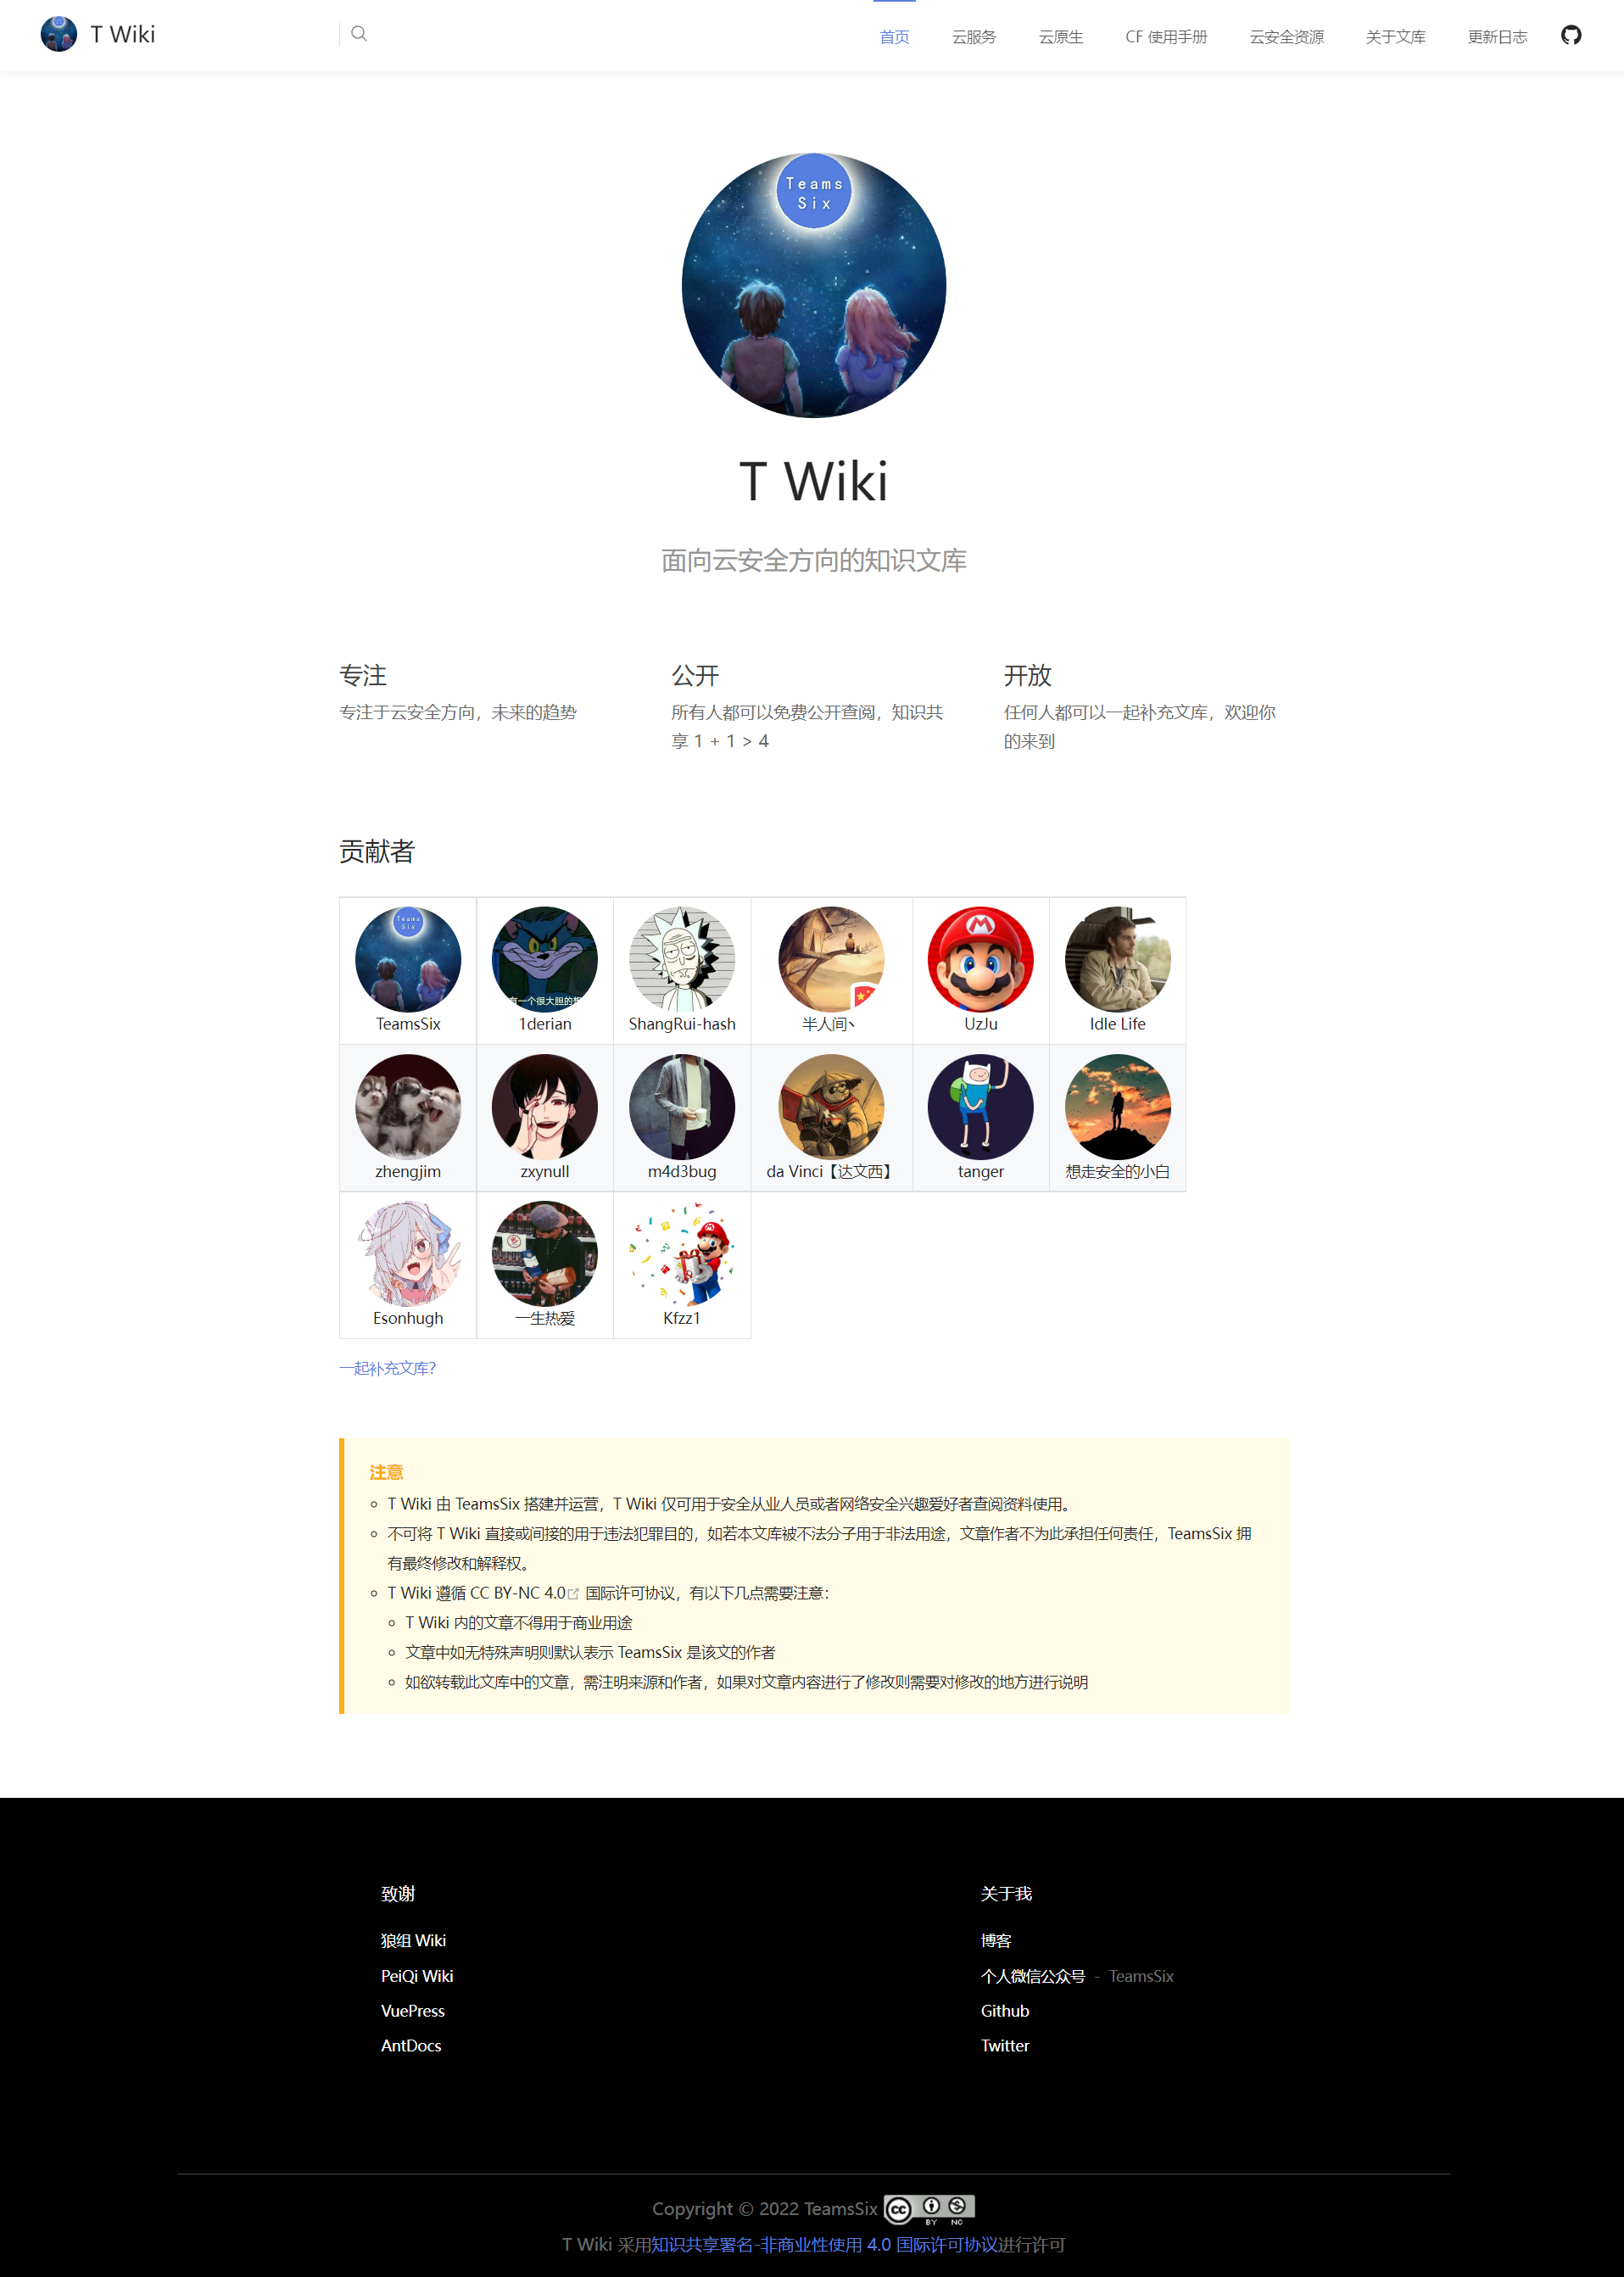 T Wiki
首页 云服务 云原生 CF 使用手册 云安全资源 关于文库 更新日志
Teams
Six
T Wiki
面向云安全方向的知识文库
专注 公开 开放
专注于云安全方向，未来的趋势 所有人都可以免费公开查阅，知识共 任何人都可以一起补充文库，欢迎你
享 1 + 1 > 4 的来到
贡献者
Teams
Six
有一个很大胆的想
TeamsSix 1derian ShangRui-hash 半人间丶 UzJu Idle Life
zhengjim zxynull m4d3bug da Vinci【达文西】 tanger 想走安全的小白
Esonhugh 一生热爱 Kfzz1
一起补充文库?
注意
T Wiki 由 TeamsSix 搭建并运营，T Wiki 仅可用于安全从业人员或者网络安全兴趣爱好者查阅资料使用。
不可将 T Wiki 直接或间接的用于违法犯罪目的，如若本文库被不法分子用于非法用途，文章作者不为此承担任何责任，TeamsSix 拥
有最终修改和解释权。
T Wiki 遵循 CC BY-NC 4.0 国际许可协议，有以下几点需要注意：
T Wiki 内的文章不得用于商业用途
文章中如无特殊声明则默认表示 TeamsSix 是该文的作者
如欲转载此文库中的文章，需注明来源和作者，如果对文章内容进行了修改则需要对修改的地方进行说明
致谢 关于我
狼组 Wiki 博客
PeiQi Wiki 个人微信公众号 - TeamsSix
VuePress Github
AntDocs Twitter
Copyright © 2022 TeamsSix cc BY NC
T Wiki 采用知识共享署名-非商业性使用 4.0 国际许可协议进行许可